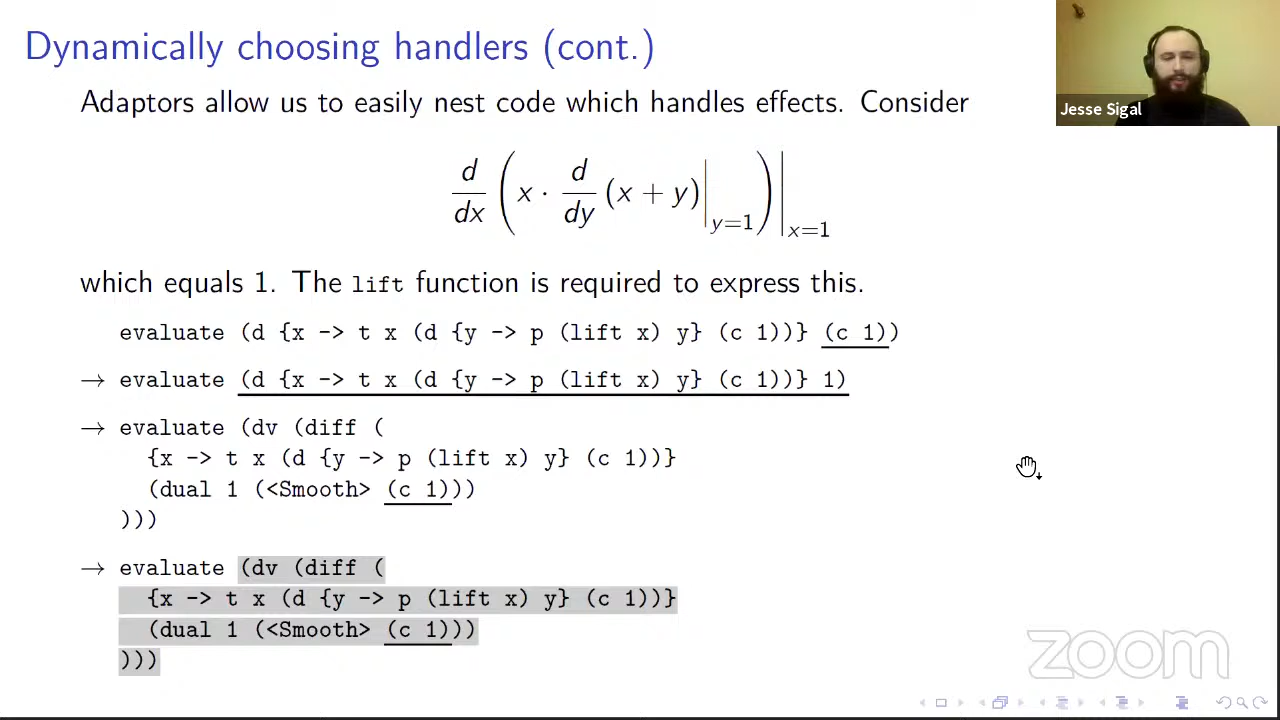 Dynamically choosing handlers (cont.)
Jesse Sigal
Adaptors allow us to easily nest code which handles effects. Consider
d/dx (x · d/dy (x + y)|y=1)|x=1
which equals 1. The lift function is required to express this.
evaluate (d {x -> t x (d {y -> p (lift x) y} (c 1))} (c 1))
→ evaluate (d {x -> t x (d {y -> p (lift x) y} (c 1))} 1)
→ evaluate (dv (diff (
{x -> t x (d {y -> p (lift x) y} (c 1))}
(dual 1 (<Smooth> (c 1)))
)))
→ evaluate (dv (diff (
{x -> t x (d {y -> p (lift x) y} (c 1))}
(dual 1 (<Smooth> (c 1)))
)))
zoom